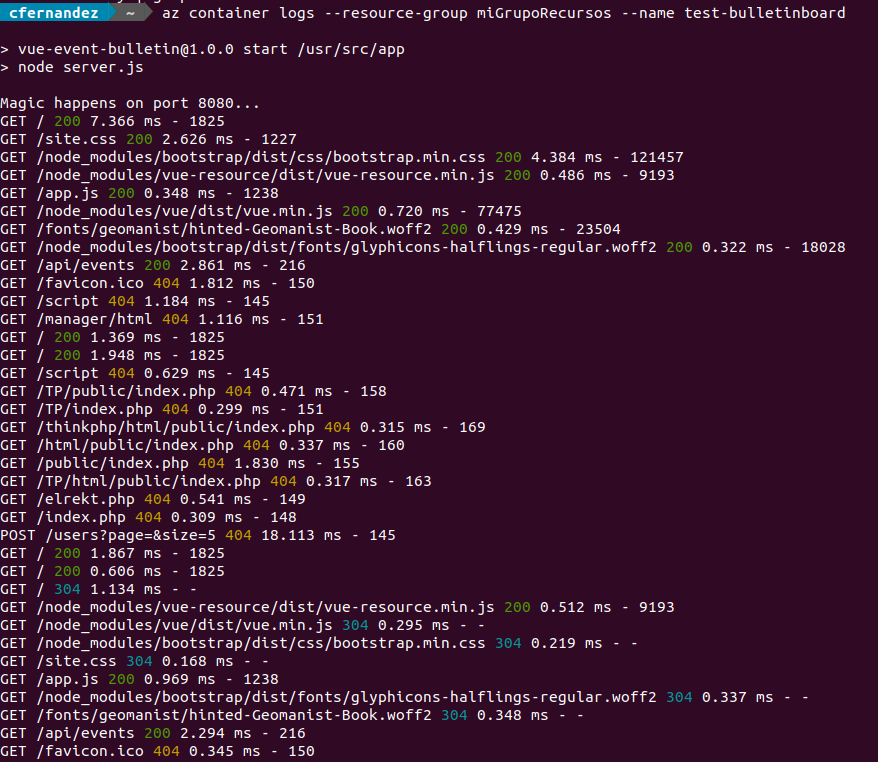 cfernandez ~ az container logs --resource-group miGrupoRecursos --name test-bulletinboard
> vue-event-bulletin@1.0.0 start /usr/src/app
> node server.js
Magic happens on port 8080...
GET / 200 7.366 ms - 1825
GET /site.css 200 2.626 ms - 1227
GET /node_modules/bootstrap/dist/css/bootstrap.min.css 200 4.384 ms - 121457
GET /node_modules/vue-resource/dist/vue-resource.min.js 200 0.486 ms - 9193
GET /app.js 200 0.348 ms - 1238
GET /node_modules/vue/dist/vue.min.js 200 0.720 ms - 77475
GET /fonts/geomanist/hinted-Geomanist-Book.woff2 200 0.429 ms - 23504
GET /node_modules/bootstrap/dist/fonts/glyphicons-halflings-regular.woff2 200 0.322 ms - 18028
GET /api/events 200 2.861 ms - 216
GET /favicon.ico 404 1.812 ms - 150
GET /script 404 1.184 ms - 145
GET /manager/html 404 1.116 ms - 151
GET / 200 1.369 ms - 1825
GET / 200 1.948 ms - 1825
GET /script 404 0.629 ms - 145
GET /TP/public/index.php 404 0.471 ms - 158
GET /TP/index.php 404 0.299 ms - 151
GET /thinkphp/html/public/index.php 404 0.315 ms - 169
GET /html/public/index.php 404 0.337 ms - 160
GET /public/index.php 404 1.830 ms - 155
GET /TP/html/public/index.php 404 0.317 ms - 163
GET /elrekt.php 404 0.541 ms - 149
GET /index.php 404 0.309 ms - 148
POST /users?page=&size=5 404 18.113 ms - 145
GET / 200 1.867 ms - 1825
GET / 200 0.606 ms - 1825
GET / 304 1.134 ms - -
GET /node_modules/vue-resource/dist/vue-resource.min.js 200 0.512 ms - 9193
GET /node_modules/vue/dist/vue.min.js 304 0.295 ms - -
GET /node_modules/bootstrap/dist/css/bootstrap.min.css 304 0.219 ms - -
GET /site.css 304 0.168 ms - -
GET /app.js 200 0.969 ms - 1238
GET /node_modules/bootstrap/dist/fonts/glyphicons-halflings-regular.woff2 304 0.337 ms - -
GET /fonts/geomanist/hinted-Geomanist-Book.woff2 304 0.348 ms - -
GET /api/events 200 2.294 ms - 216
GET /favicon.ico 404 0.345 ms - 150